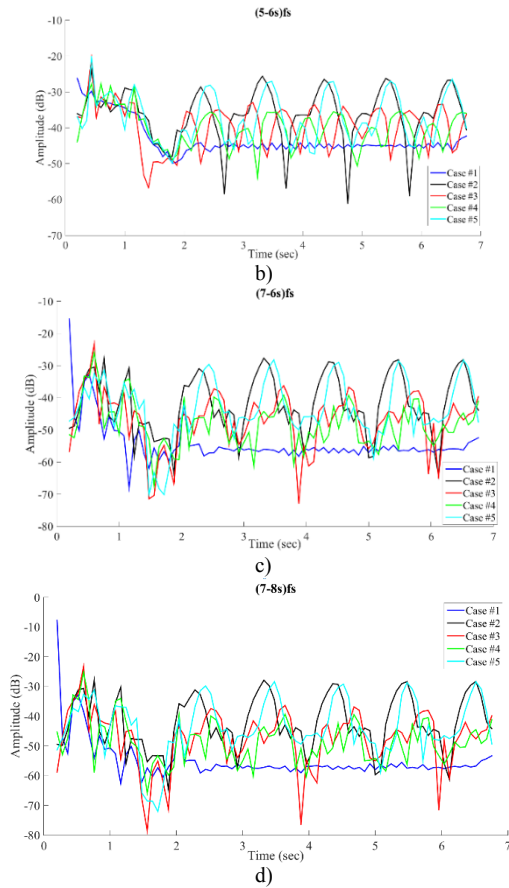 (5-6s)fs
-10
-20
-30
-40
-50
-60
-70
Amplitude (dB)
Case #1
Case #2
Case #3
Case #4
Case #5
0 1 2 3 4 5 6 7
Time (sec)
b)
(7-6s)fs
-10
-20
-30
-40
-50
-60
-70
-80
Amplitude (dB)
Case #1
Case #2
Case #3
Case #4
Case #5
0 1 2 3 4 5 6 7
Time (sec)
c)
(7-8s)fs
0
-10
-20
-30
-40
-50
-60
-70
-80
Amplitude (dB)
Case #1
Case #2
Case #3
Case #4
Case #5
0 1 2 3 4 5 6 7
Time (sec)
d)